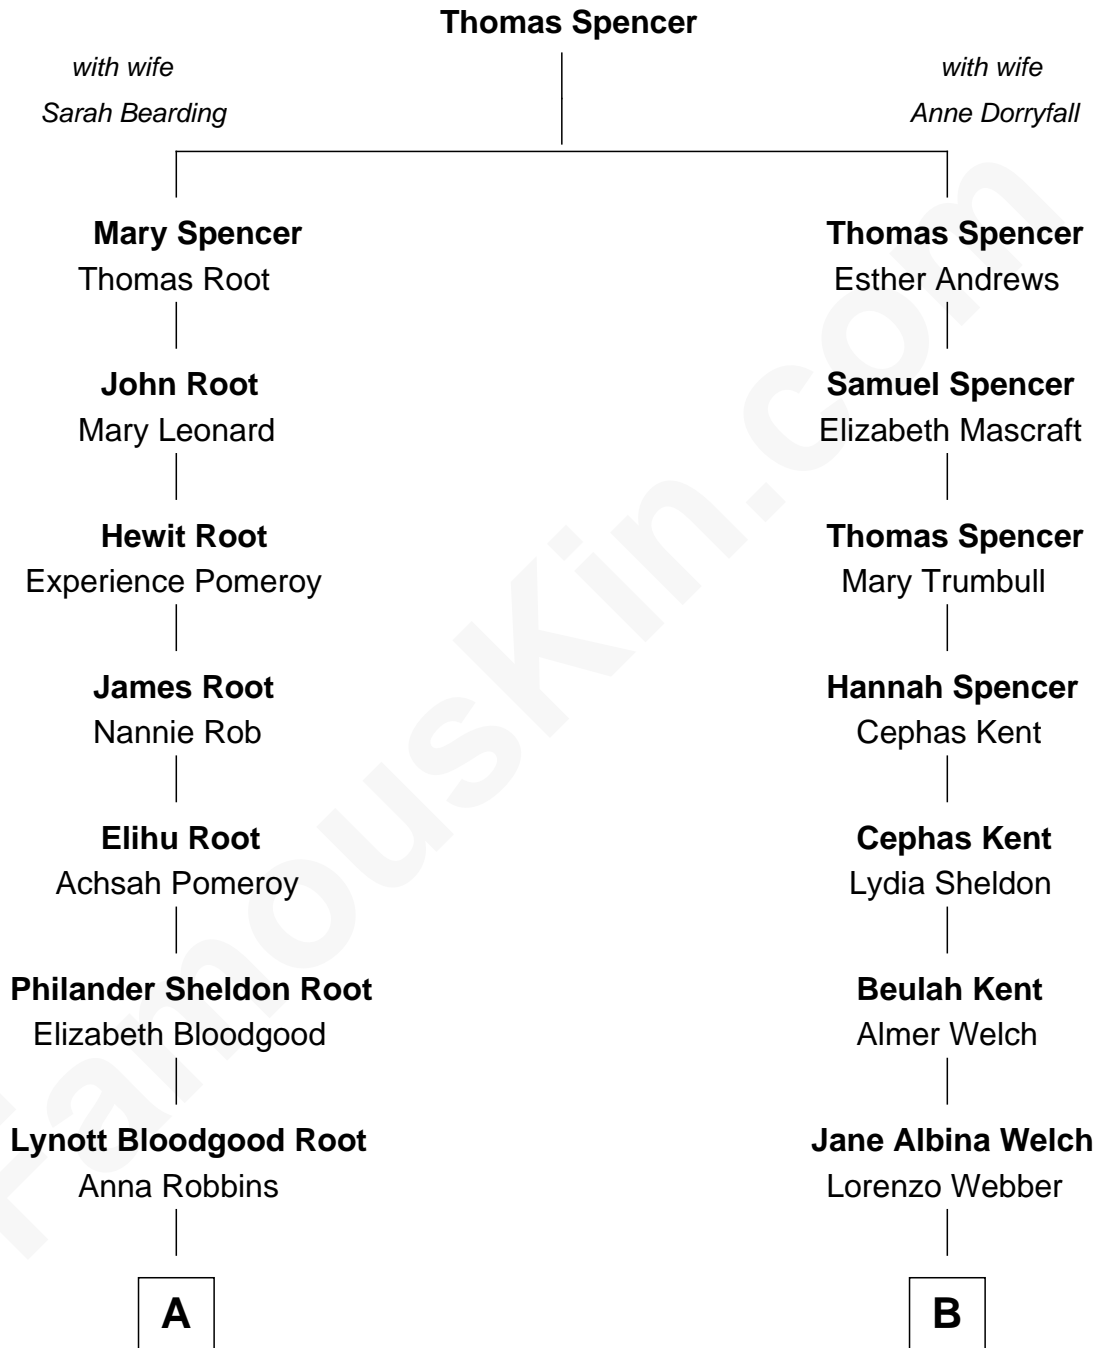 Thomas Spencer
with wife
Sarah Bearding
with wife
Anne Dorryfall
Mary Spencer
Thomas Root
Thomas Spencer
Esther Andrews
John Root
Mary Leonard
Samuel Spencer
Elizabeth Mascraft
Hewit Root
Experience Pomeroy
Thomas Spencer
Mary Trumbull
James Root
Nannie Rob
Hannah Spencer
Cephas Kent
Elihu Root
Achsah Pomeroy
Cephas Kent
Lydia Sheldon
Philander Sheldon Root
Elizabeth Bloodgood
Beulah Kent
Almer Welch
Lynott Bloodgood Root
Anna Robbins
Jane Albina Welch
Lorenzo Webber
A
B
FamousKin.com